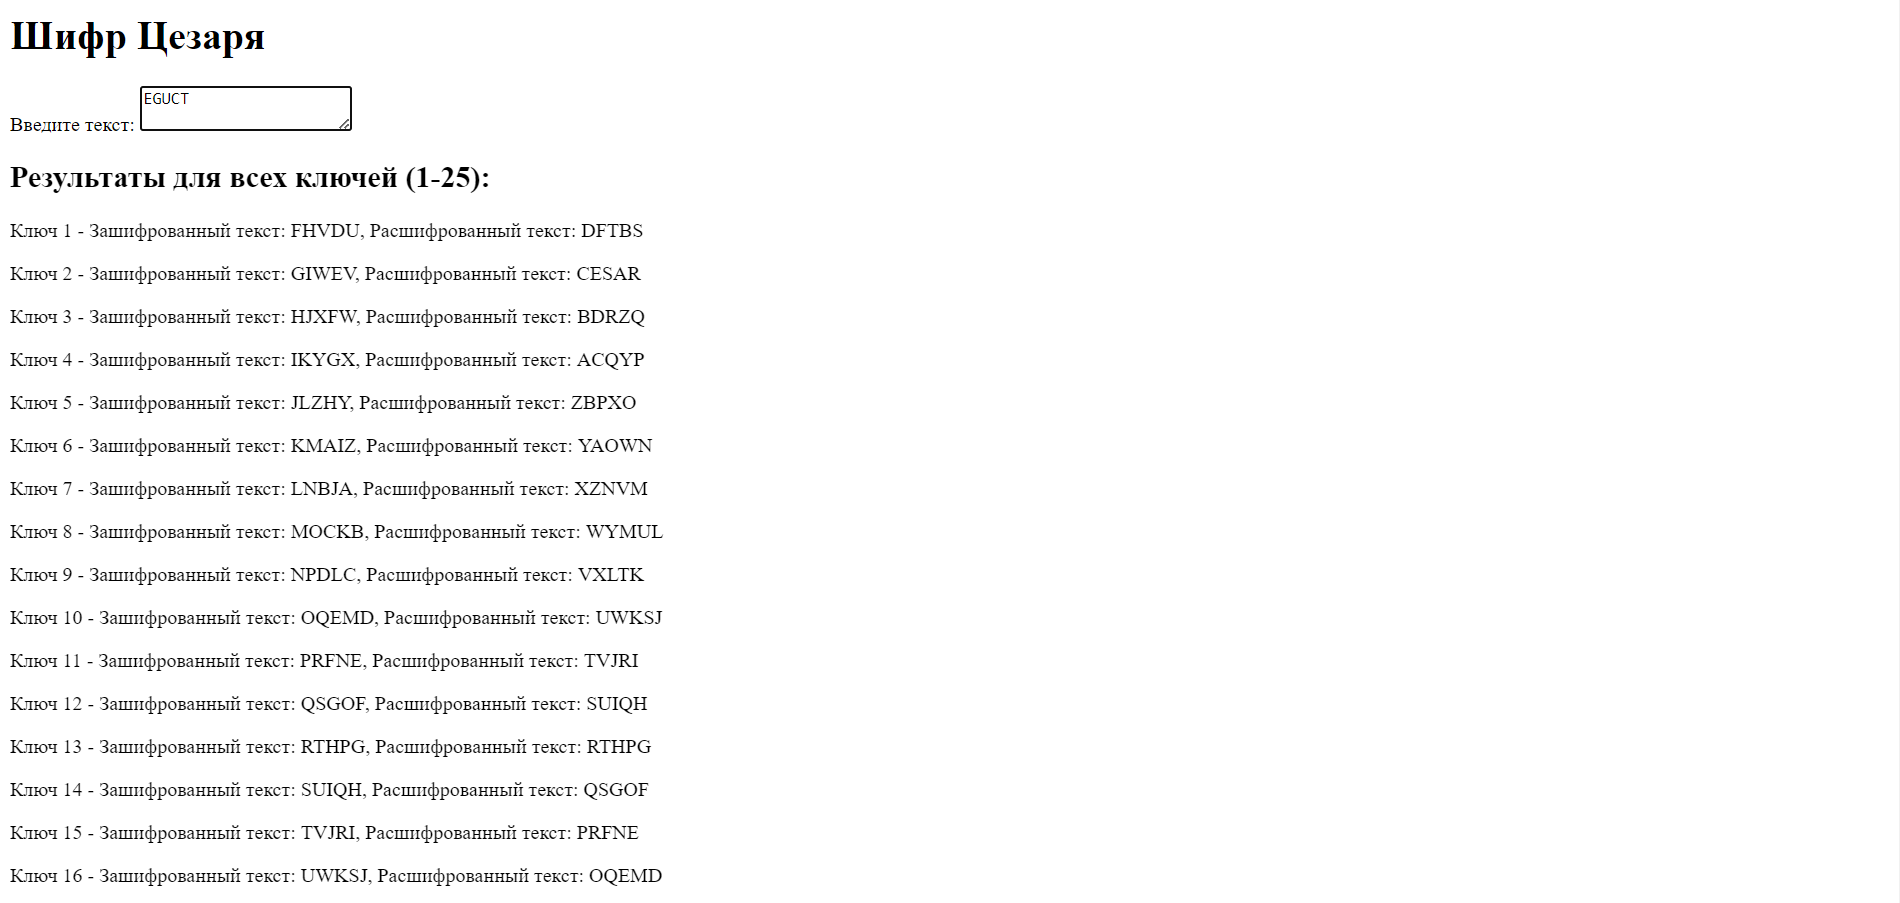 Шифр Цезаря
Введите текст: EGUCT
Результаты для всех ключей (1-25):
Ключ 1 - Зашифрованный текст: FHVDU, Расшифрованный текст: DFTBS
Ключ 2 - Зашифрованный текст: GIWEV, Расшифрованный текст: CESAR
Ключ 3 - Зашифрованный текст: HJXFW, Расшифрованный текст: BDRZQ
Ключ 4 - Зашифрованный текст: IKYGX, Расшифрованный текст: ACQYP
Ключ 5 - Зашифрованный текст: JLZHY, Расшифрованный текст: ZBPXO
Ключ 6 - Зашифрованный текст: KMAIZ, Расшифрованный текст: YAOWN
Ключ 7 - Зашифрованный текст: LNBJA, Расшифрованный текст: XZNVM
Ключ 8 - Зашифрованный текст: MOCKB, Расшифрованный текст: WYMUL
Ключ 9 - Зашифрованный текст: NPDLC, Расшифрованный текст: VXLTK
Ключ 10 - Зашифрованный текст: OQEMD, Расшифрованный текст: UWKSJ
Ключ 11 - Зашифрованный текст: PRFNE, Расшифрованный текст: TVJRI
Ключ 12 - Зашифрованный текст: QSGOF, Расшифрованный текст: SUIQH
Ключ 13 - Зашифрованный текст: RTHPG, Расшифрованный текст: RTHPG
Ключ 14 - Зашифрованный текст: SUIQH, Расшифрованный текст: QSGOF
Ключ 15 - Зашифрованный текст: TVJRI, Расшифрованный текст: PRFNE
Ключ 16 - Зашифрованный текст: UWKSJ, Расшифрованный текст: OQEMD